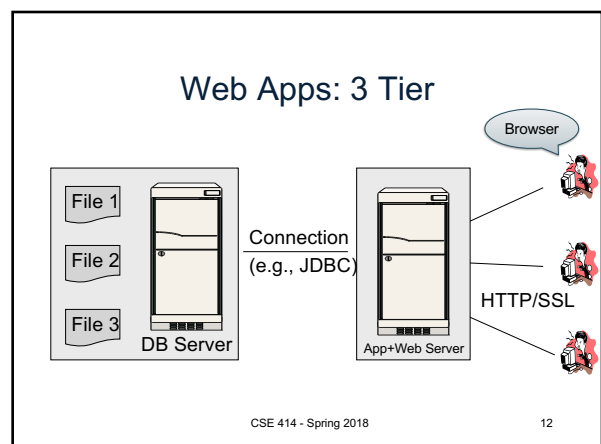 Web Apps: 3 Tier
Browser
File 1
File 2
File 3
DB Server
Connection
(e.g., JDBC)
App+Web Server
HTTP/SSL
CSE 414 - Spring 2018
12